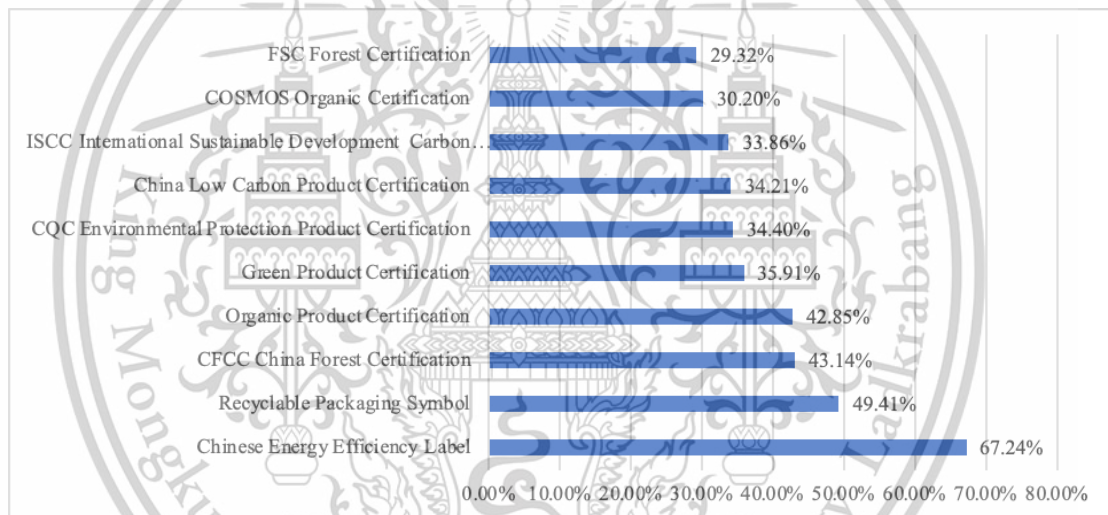 FSC Forest Certification 29.32%
COSMOS Organic Certification 30.20%
ISCC International Sustainable Development Carbon... 33.86%
China Low Carbon Product Certification 34.21%
CQC Environmental Protection Product Certification 34.40%
Green Product Certification 35.91%
Organic Product Certification 42.85%
CFCC China Forest Certification 43.14%
Recyclable Packaging Symbol 49.41%
Chinese Energy Efficiency Label 67.24%
0.00% 10.00% 20.00% 30.00% 40.00% 50.00% 60.00% 70.00% 80.00%
King Mongku
Ladkrabang